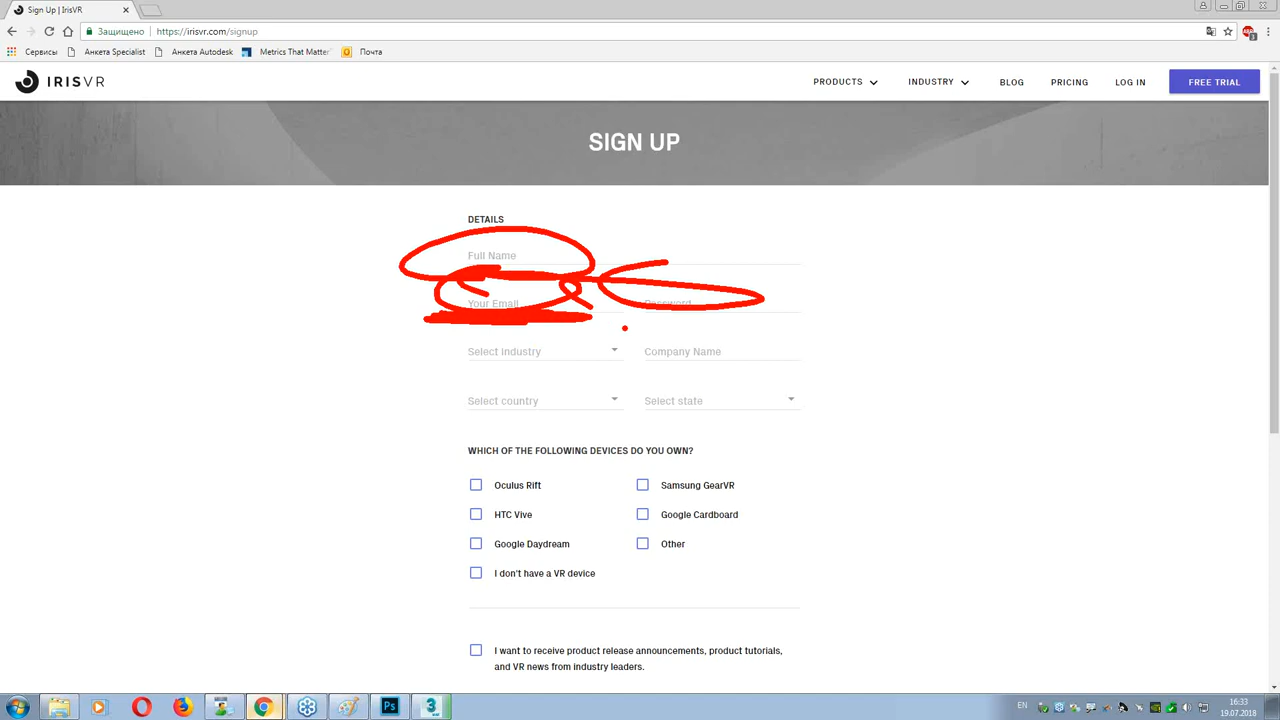 Sign Up | IrisVR
Защищено https://irisvr.com/signup
Сервисы Анкета Specialist Анкета Autodesk Metrics That Matter Почта
IRISVR PRODUCTS INDUSTRY BLOG PRICING LOG IN FREE TRIAL
SIGN UP
DETAILS
Full Name
Your Email Password
Select industry Company Name
Select country Select state
WHICH OF THE FOLLOWING DEVICES DO YOU OWN?
Oculus Rift Samsung GearVR
HTC Vive Google Cardboard
Google Daydream Other
I don't have a VR device
I want to receive product release announcements, product tutorials,
and VR news from industry leaders.
Ps 3
EN 16:33
19.07.2018